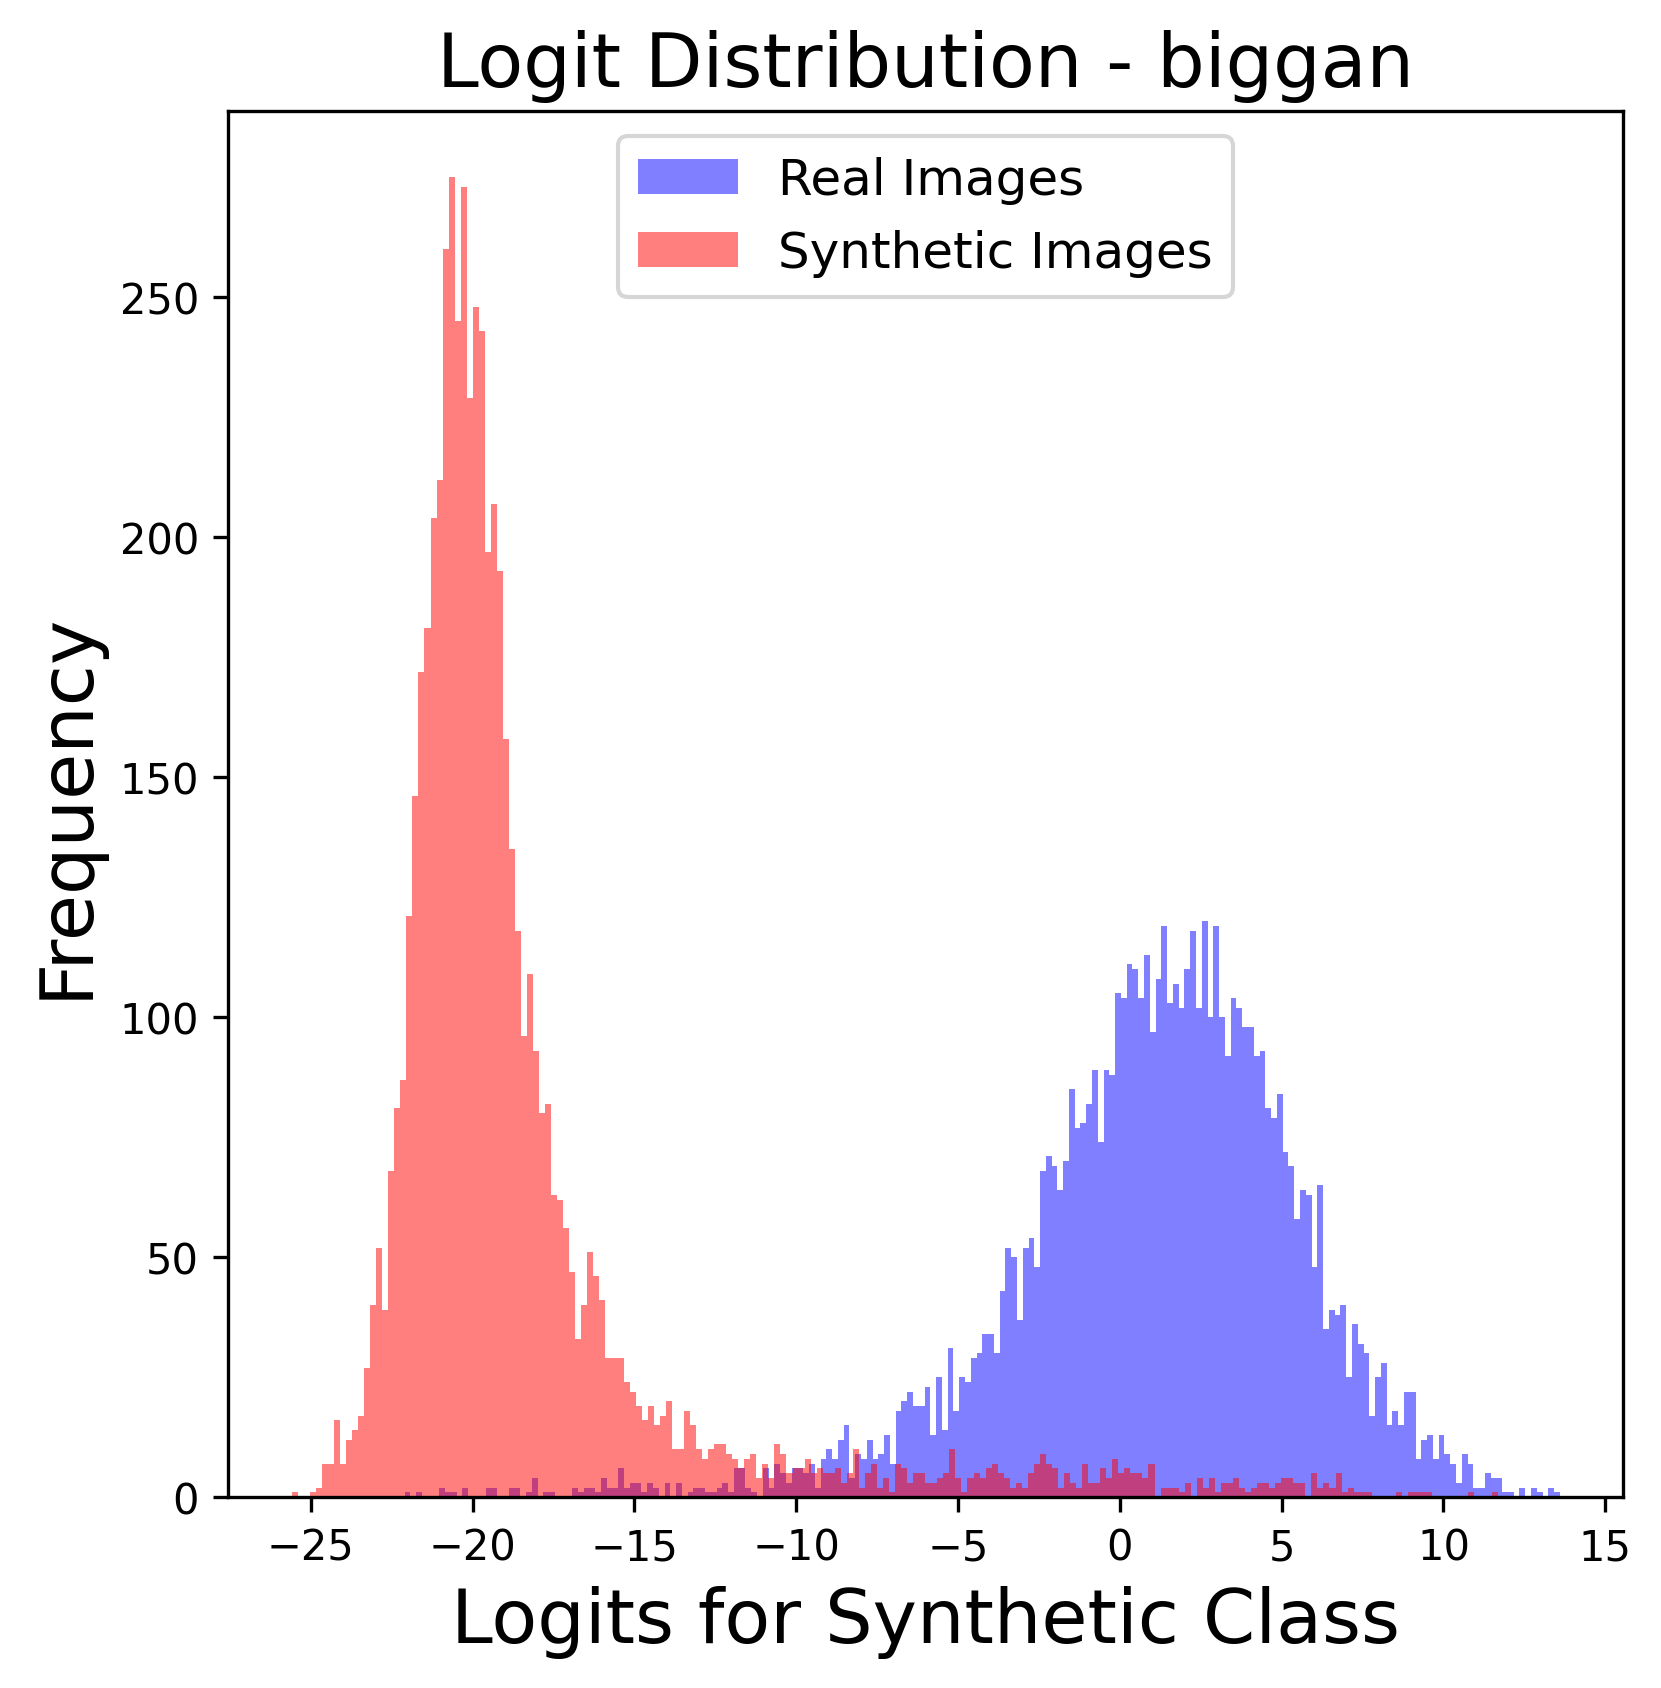 Logit Distribution - biggan
Real Images
Synthetic Images
Frequency
250
200
150
100
50
0
−25 −20 −15 −10 −5 0 5 10 15
Logits for Synthetic Class